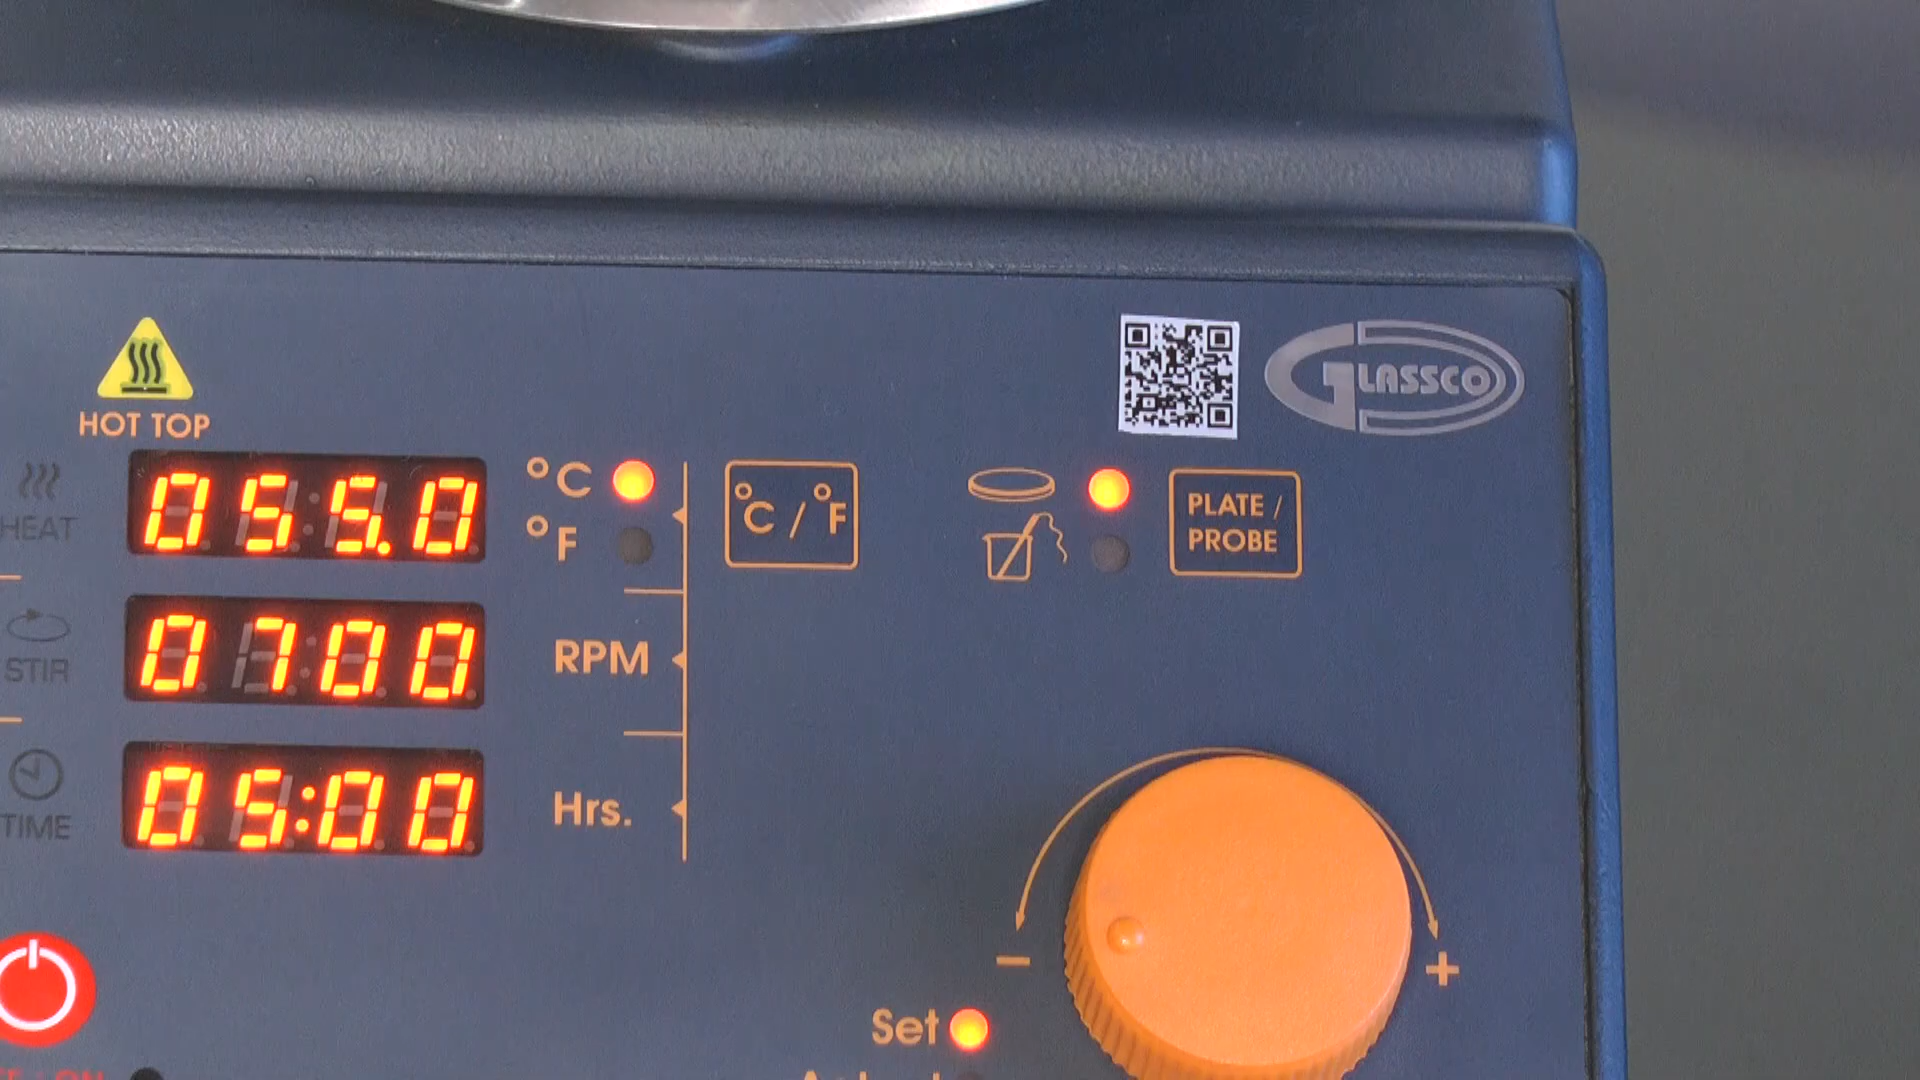 GLASSCO
HOT TOP
HEAT
055.0
°C
°F
°C / °F
PLATE /
PROBE
STIR
0700
RPM
TIME
05:00
Hrs.
-
+
Set